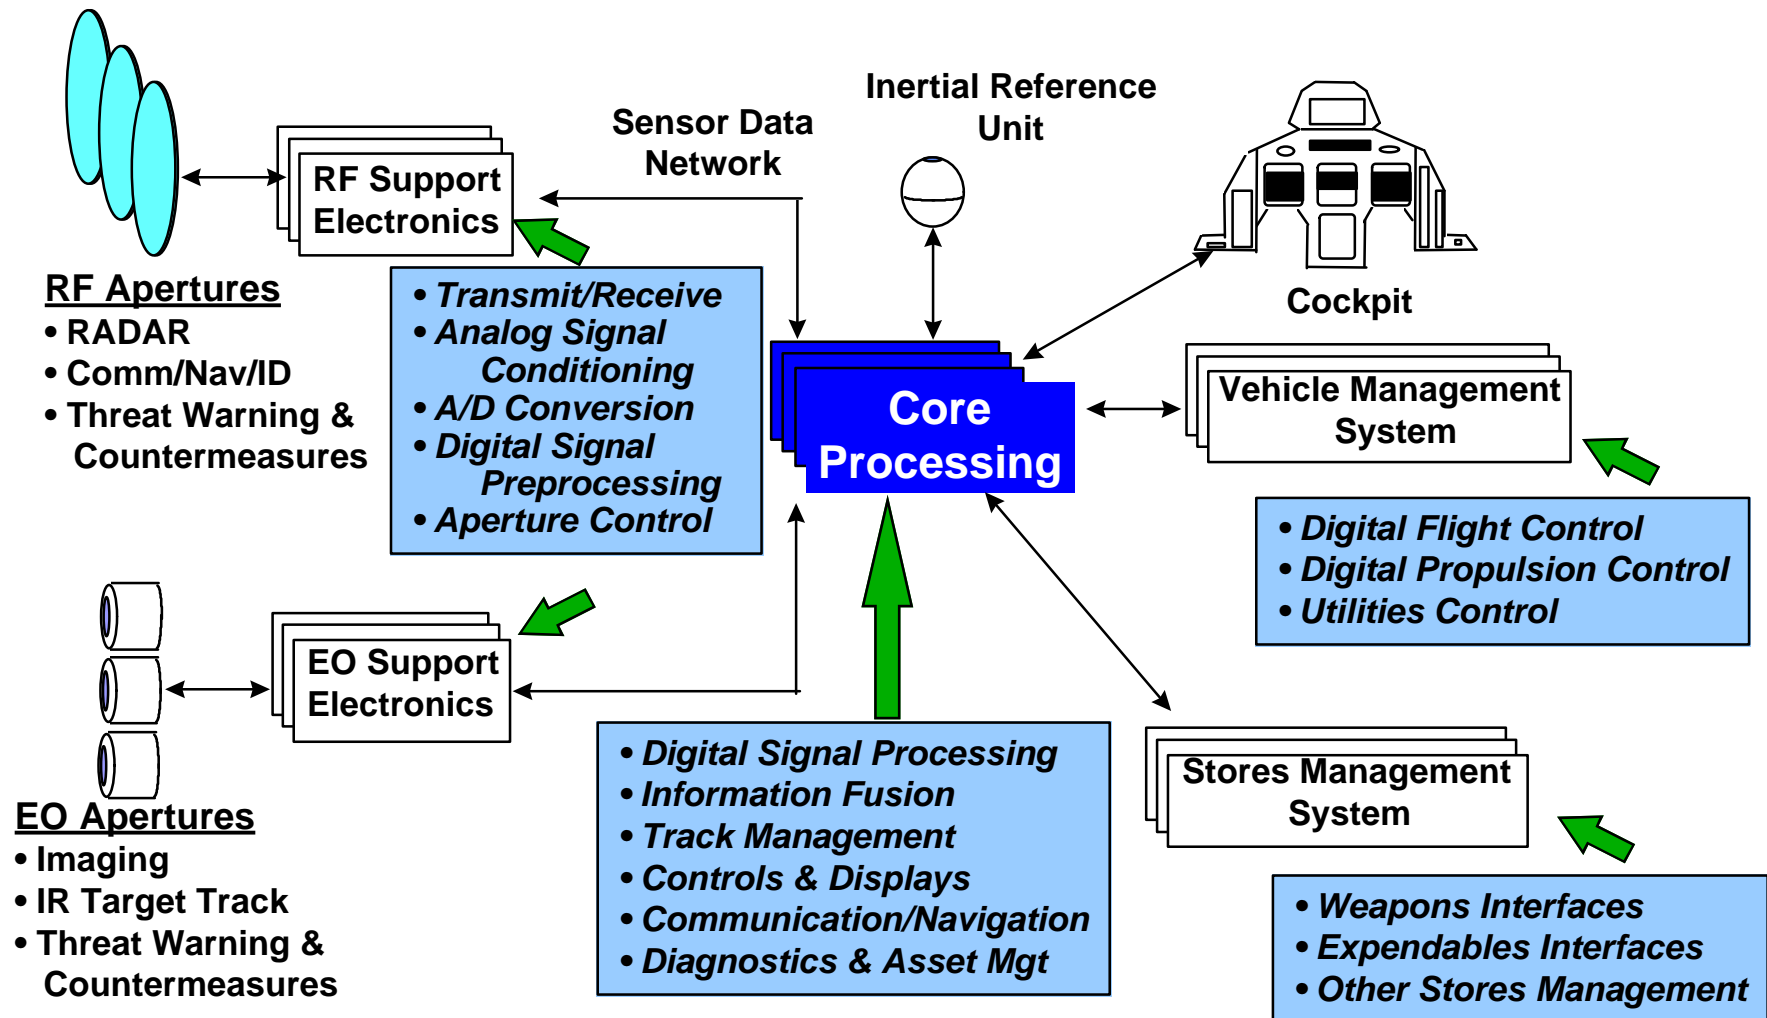 Inertial Reference
Unit
Sensor Data
Network
RF Support
Electronics
RF Apertures
• RADAR
• Comm/Nav/ID
• Threat Warning &
Countermeasures
• Transmit/Receive
• Analog Signal
Conditioning
• A/D Conversion
• Digital Signal
Preprocessing
• Aperture Control
Cockpit
Core
Processing
Vehicle Management
System
• Digital Flight Control
• Digital Propulsion Control
• Utilities Control
EO Support
Electronics
EO Apertures
• Imaging
• IR Target Track
• Threat Warning &
Countermeasures
• Digital Signal Processing
• Information Fusion
• Track Management
• Controls & Displays
• Communication/Navigation
• Diagnostics & Asset Mgt
Stores Management
System
• Weapons Interfaces
• Expendables Interfaces
• Other Stores Management